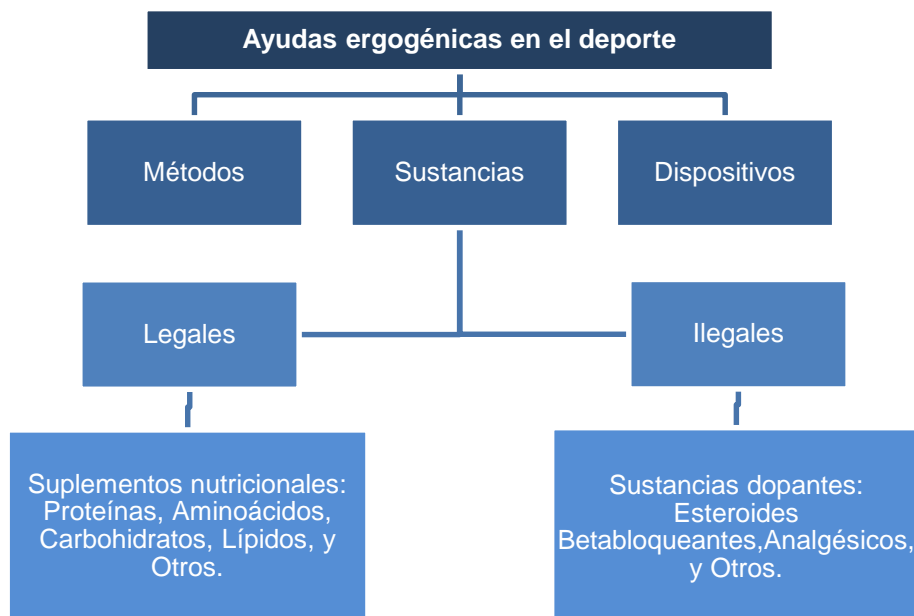 Ayudas ergogénicas en el deporte
Métodos
Sustancias
Dispositivos
Legales
Ilegales
Suplementos nutricionales:
Proteínas, Aminoácidos,
Carbohidratos, Lípidos, y
Otros.
Sustancias dopantes:
Esteroides
Betabloqueantes,Analgésicos,
y Otros.